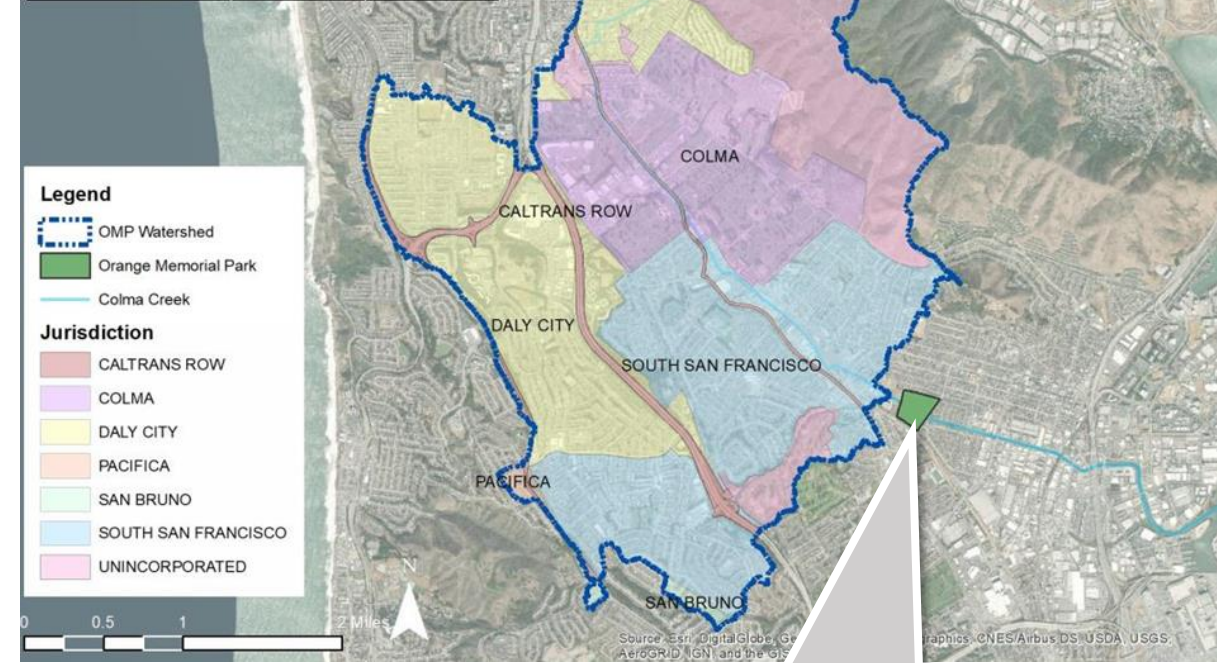 COLMA
CALTRANS ROW
DALY CITY
SOUTH SAN FRANCISCO
PACIFICA
SAN BRUNO
Legend
OMP Watershed
Orange Memorial Park
Colma Creek
Jurisdiction
CALTRANS ROW
COLMA
DALY CITY
PACIFICA
SAN BRUNO
SOUTH SAN FRANCISCO
UNINCORPORATED
N
0 0.5 1 2 Miles
Source: Esri, DigitalGlobe, Ge raphics, CNES/Airbus DS, USDA, USGS,
AeroGRID, IGN, and the GIS